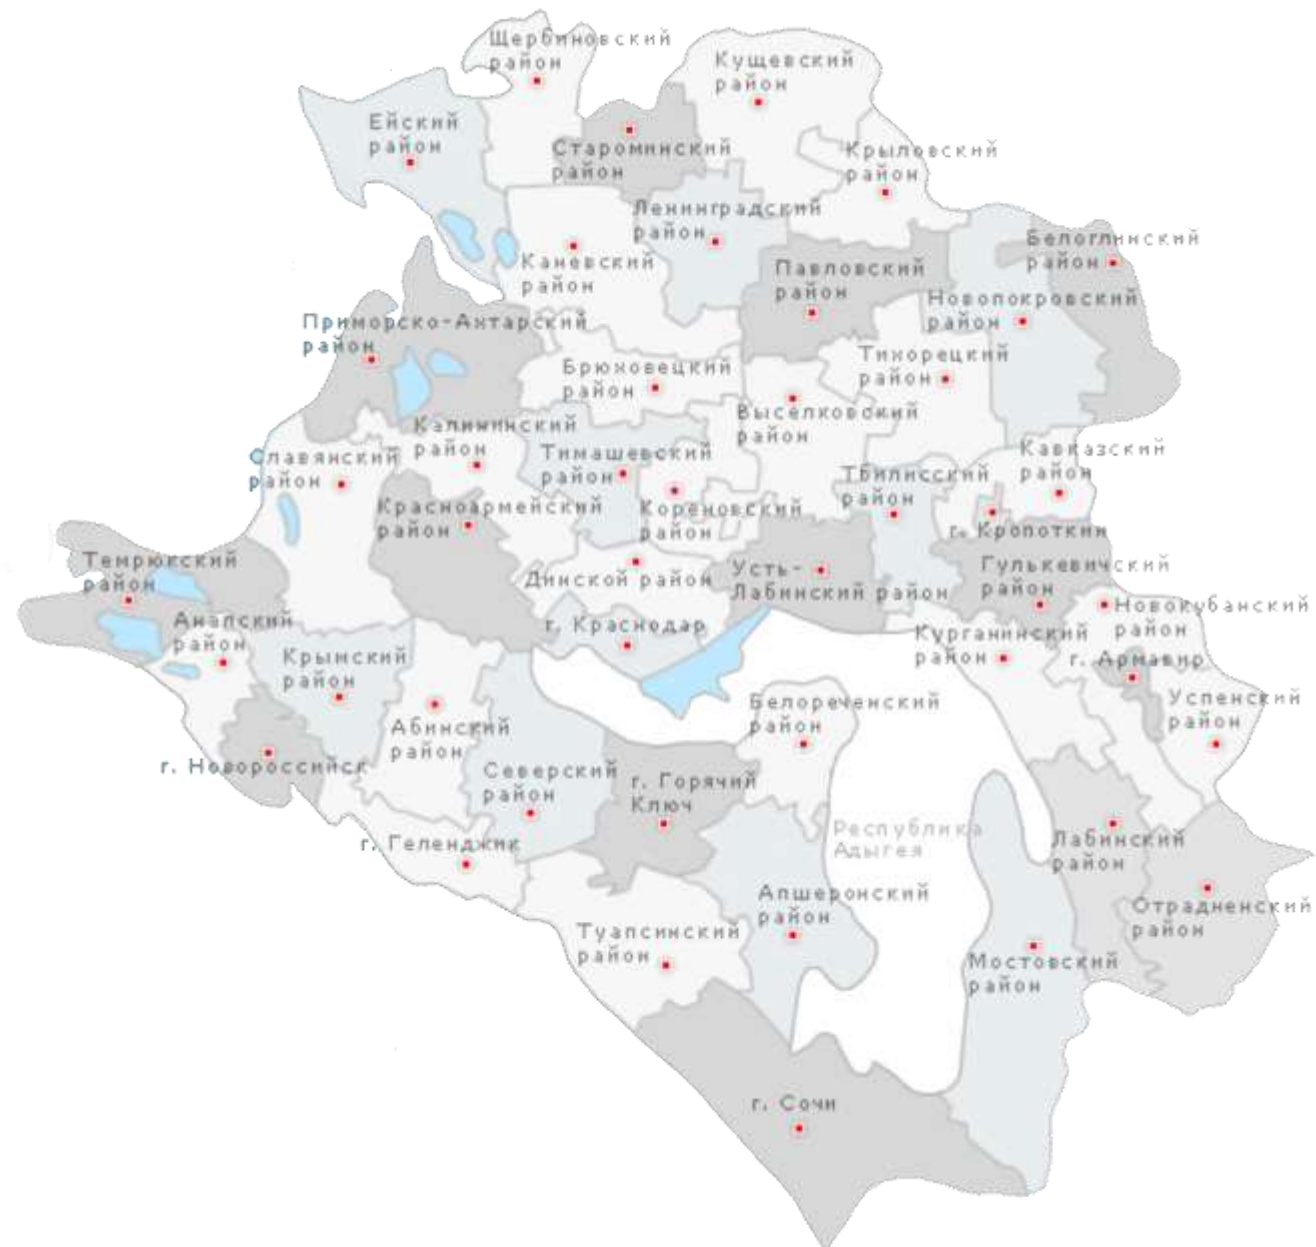 Щербиновский
район
Кущевский
район
Ейский
район
Староминский
район
Крыловский
район
Ленинградский
район
Белоглинский
район
Каневский
район
Павловский
район
Новопокровский
район
Приморско-Ахтарский
район
Тихорецкий
район
Брюховецкий
район
Выселковский
район
Калининский
район
Славянский
район
Тимашевский
район
Кавказский
район
Тбилисский
район
Красноармейский
район
Кореновский
район
г. Кропоткин
Темрюкский
район
Динской район
Усть-
Лабинский район
Гулькевичский
район
Новокубанский
район
Анапский
район
г. Краснодар
Курганинский
район
г. Армавир
Крымский
район
Успенский
район
Белореченский
район
Абинский
район
г. Новороссийск
Северский
район
г. Горячий
Ключ
Республика
Адыгея
г. Геленджик
Лабинский
район
Апшеронский
район
Отрадненский
район
Туапсинский
район
Мостовский
район
г. Сочи